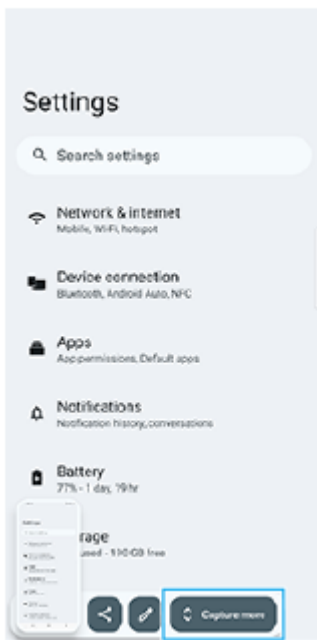 Settings
Search settings
Network & internet
Mobile, Wi-Fi, hotspot
Device connection
Bluetooth, Android Auto, NFC
Apps
App permissions, Default apps
Notifications
Notification history, conversations
Battery
77% - 1 day, 19 hr
rage
used - 110 GB free
Capture more